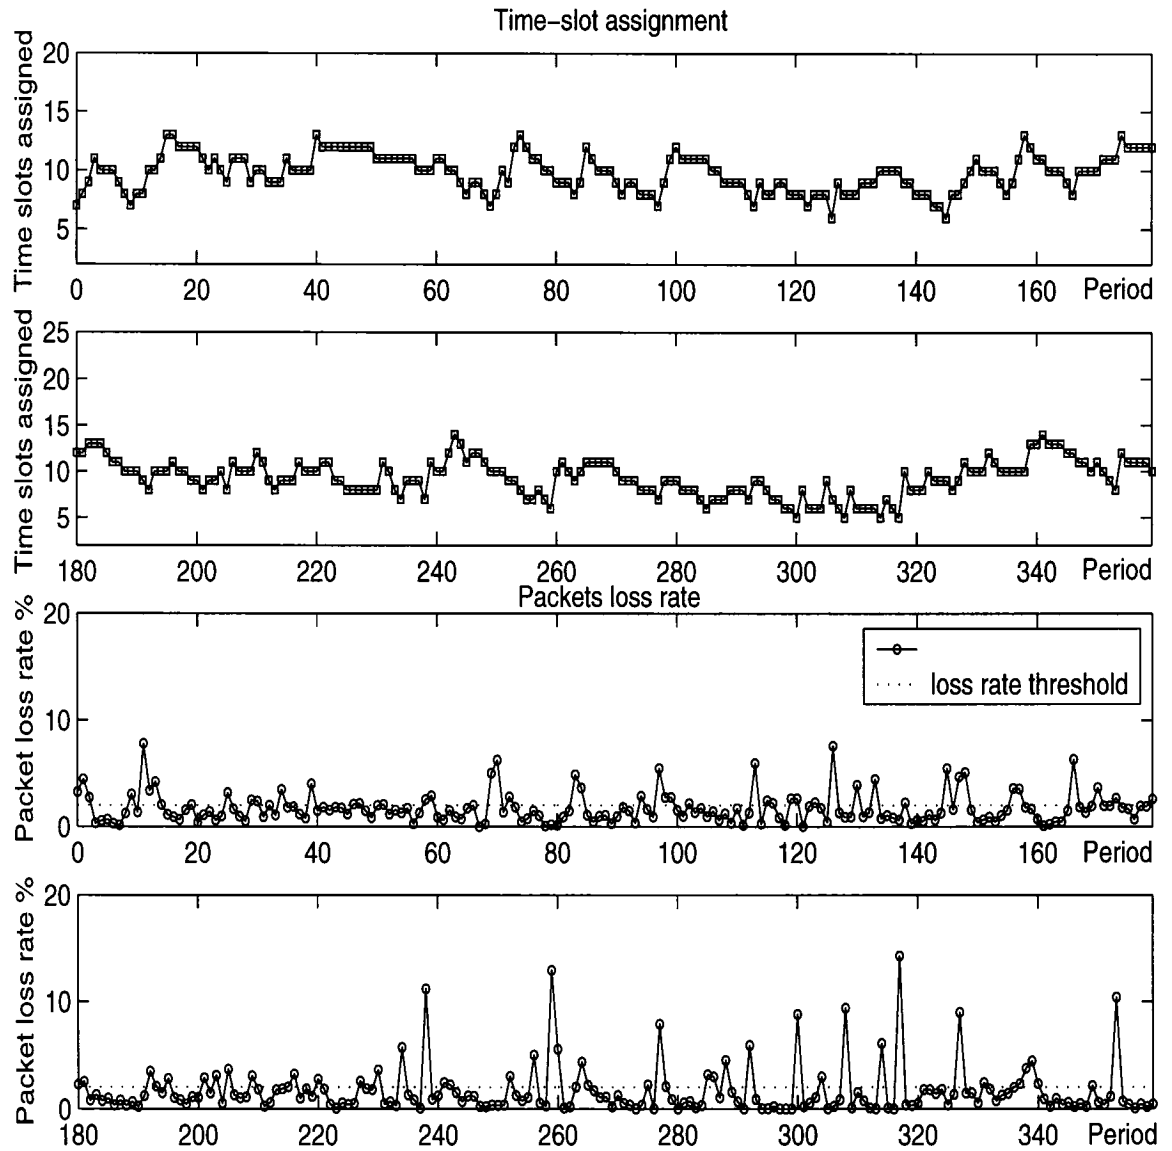 Time-slot assignment
Time slots assigned
20
15
10
5
0 20 40 60 80 100 120 140 160 Period
Time slots assigned
25
20
15
10
5
180 200 220 240 260 280 300 320 340 Period
Packets loss rate
Packet loss rate %
20
10
0
loss rate threshold
0 20 40 60 80 100 120 140 160 Period
Packet loss rate %
20
10
0
180 200 220 240 260 280 300 320 340 Period